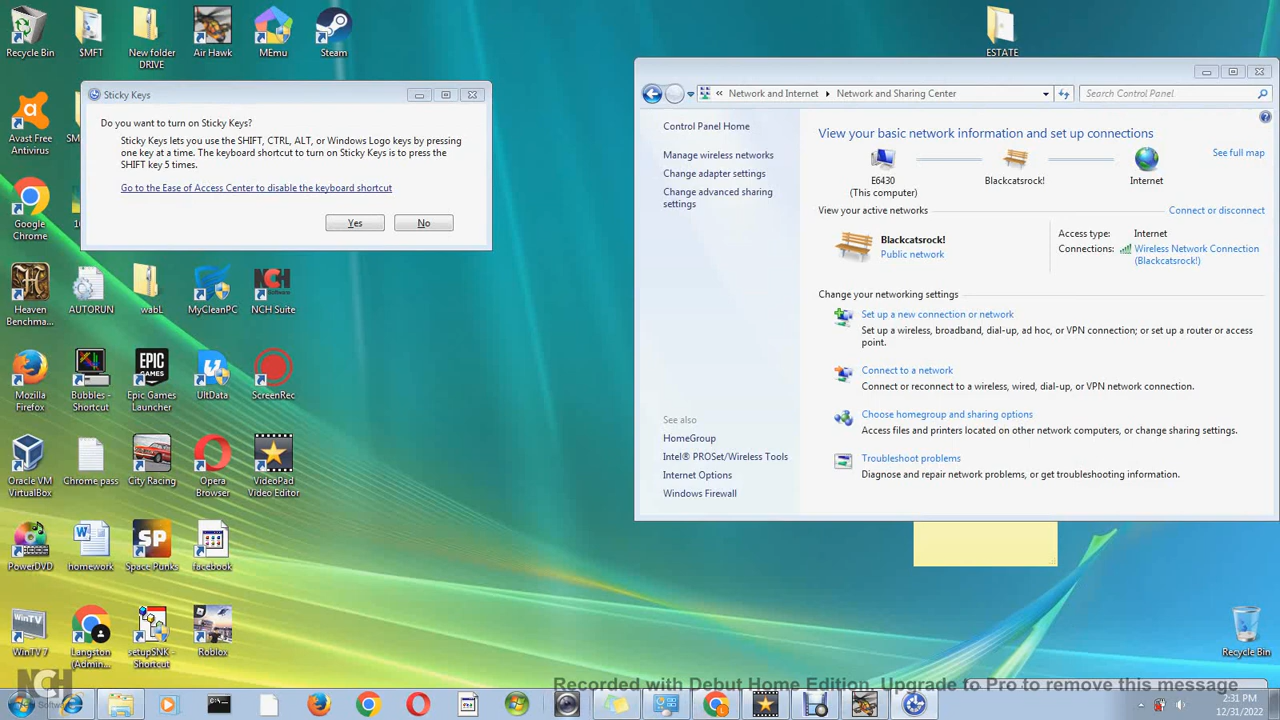 Recycle Bin
$MFT
New folder
DRIVE
Air Hawk
MEmu
Steam
ESTATE
Avast Free
Antivirus
Google
Chrome
Sticky Keys
Do you want to turn on Sticky Keys?
Sticky Keys lets you use the SHIFT, CTRL, ALT, or Windows Logo keys by pressing
one key at a time. The keyboard shortcut to turn on Sticky Keys is to press the
SHIFT key 5 times.
Go to the Ease of Access Center to disable the keyboard shortcut
Yes
No
Heaven
Benchma...
AUTORUN
wabL
MyCleanPC
NCH Suite
Mozilla
Firefox
Bubbles -
Shortcut
Epic Games
Launcher
UltData
ScreenRec
Oracle VM
VirtualBox
Chrome pass
City Racing
Opera
Browser
VideoPad
Video Editor
PowerDVD
homework
Space Punks
facebook
WinTV 7
Langston
(Admin...
setupSNK -
Shortcut
Roblox
« Network and Internet
Network and Sharing Center
Search Control Panel
Control Panel Home
Manage wireless networks
Change adapter settings
Change advanced sharing
settings
See also
HomeGroup
Intel® PROSet/Wireless Tools
Internet Options
Windows Firewall
View your basic network information and set up connections
E6430
(This computer)
Blackcatsrock!
Internet
See full map
View your active networks
Connect or disconnect
Blackcatsrock!
Public network
Access type: Internet
Connections: Wireless Network Connection
(Blackcatsrock!)
Change your networking settings
Set up a new connection or network
Set up a wireless, broadband, dial-up, ad hoc, or VPN connection; or set up a router or access
point.
Connect to a network
Connect or reconnect to a wireless, wired, dial-up, or VPN network connection.
Choose homegroup and sharing options
Access files and printers located on other network computers, or change sharing settings.
Troubleshoot problems
Diagnose and repair network problems, or get troubleshooting information.
Recycle Bin
NCH
Software
Recorded with Debut Home Edition. Upgrade to Pro to remove this message
2:31 PM
12/31/2022